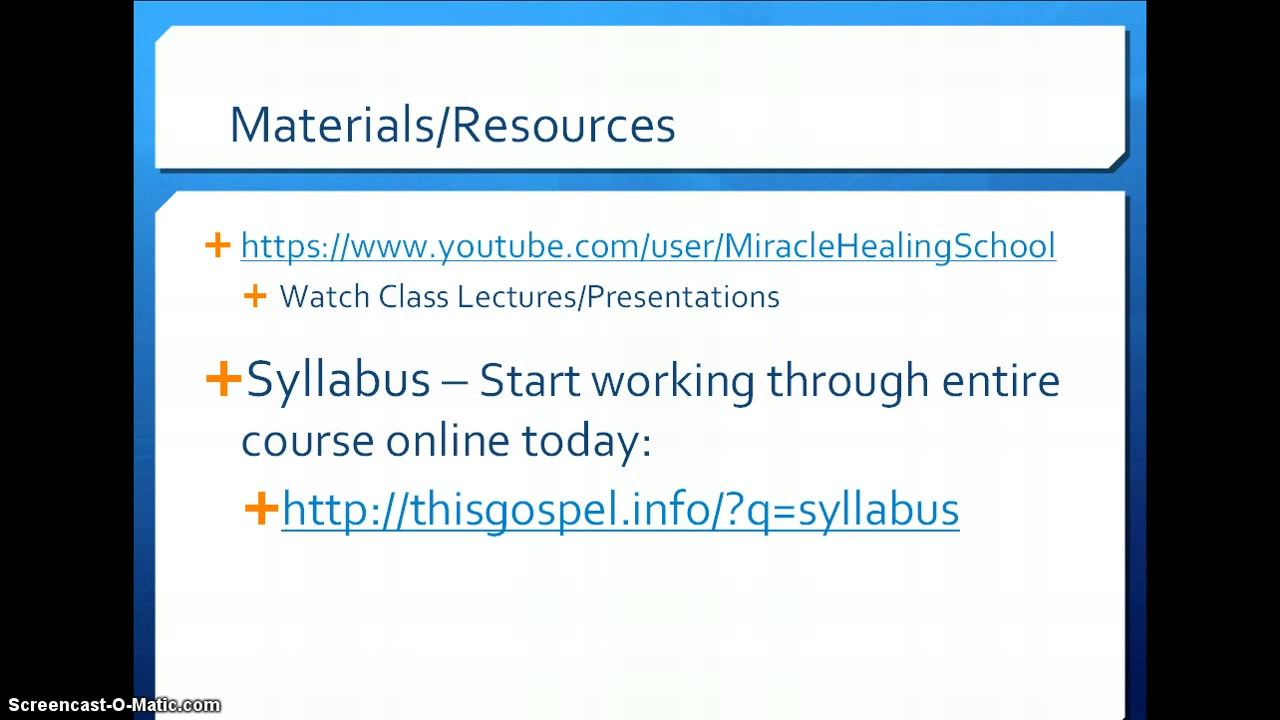 Materials/Resources
https://www.youtube.com/user/MiracleHealingSchool
Watch Class Lectures/Presentations
Syllabus – Start working through entire
course online today:
http://thisgospel.info/?q=syllabus
Screencast-O-Matic.com